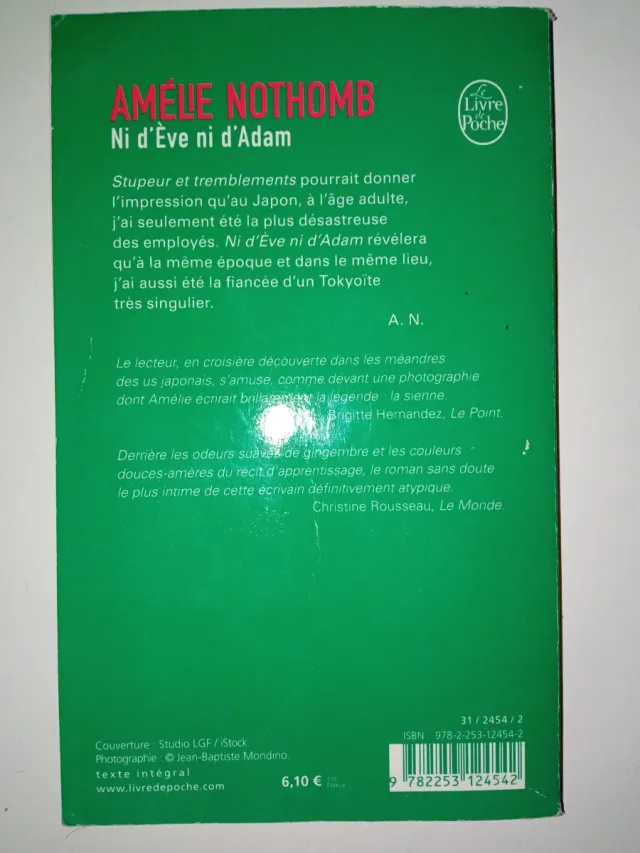 AMÉLIE NOTHOMB
Ni d'Ève ni d'Adam
Le
Livre
de
Poche
Stupeur et tremblements pourrait donner
l'impression qu'au Japon, à l'âge adulte,
j'ai seulement été la plus désastreuse
des employés. Ni d'Ève ni d'Adam révélera
qu'à la même époque et dans le même lieu,
j'ai aussi été la fiancée d'un Tokyoïte
très singulier.
A. N.
Le lecteur, en croisière découverte dans les méandres
des us japonais, s'amuse, comme devant une photographie
dont Amélie écrirait brillamment la légende : la sienne.
Brigitte Hernandez, Le Point.
Derrière les odeurs suaves de gingembre et les couleurs
douces-amères du récit d'apprentissage, le roman sans doute
le plus intime de cette écrivain définitivement atypique.
Christine Rousseau, Le Monde.
Couverture : Studio LGF / iStock.
Photographie : © Jean-Baptiste Mondino.
texte intégral
www.livredepoche.com
6,10 €
France
31 / 2454 / 2
ISBN 978-2-253-12454-2
9 782253 124542